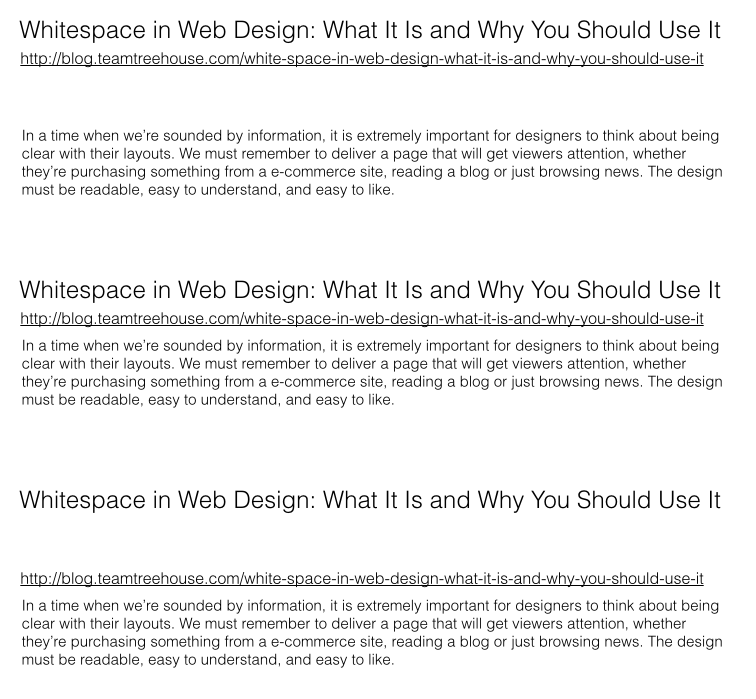 Whitespace in Web Design: What It Is and Why You Should Use It
http://blog.teamtreehouse.com/white-space-in-web-design-what-it-is-and-why-you-should-use-it
In a time when we’re sounded by information, it is extremely important for designers to think about being
clear with their layouts. We must remember to deliver a page that will get viewers attention, whether
they’re purchasing something from a e-commerce site, reading a blog or just browsing news. The design
must be readable, easy to understand, and easy to like.
Whitespace in Web Design: What It Is and Why You Should Use It
http://blog.teamtreehouse.com/white-space-in-web-design-what-it-is-and-why-you-should-use-it
In a time when we’re sounded by information, it is extremely important for designers to think about being
clear with their layouts. We must remember to deliver a page that will get viewers attention, whether
they’re purchasing something from a e-commerce site, reading a blog or just browsing news. The design
must be readable, easy to understand, and easy to like.
Whitespace in Web Design: What It Is and Why You Should Use It
http://blog.teamtreehouse.com/white-space-in-web-design-what-it-is-and-why-you-should-use-it
In a time when we’re sounded by information, it is extremely important for designers to think about being
clear with their layouts. We must remember to deliver a page that will get viewers attention, whether
they’re purchasing something from a e-commerce site, reading a blog or just browsing news. The design
must be readable, easy to understand, and easy to like.